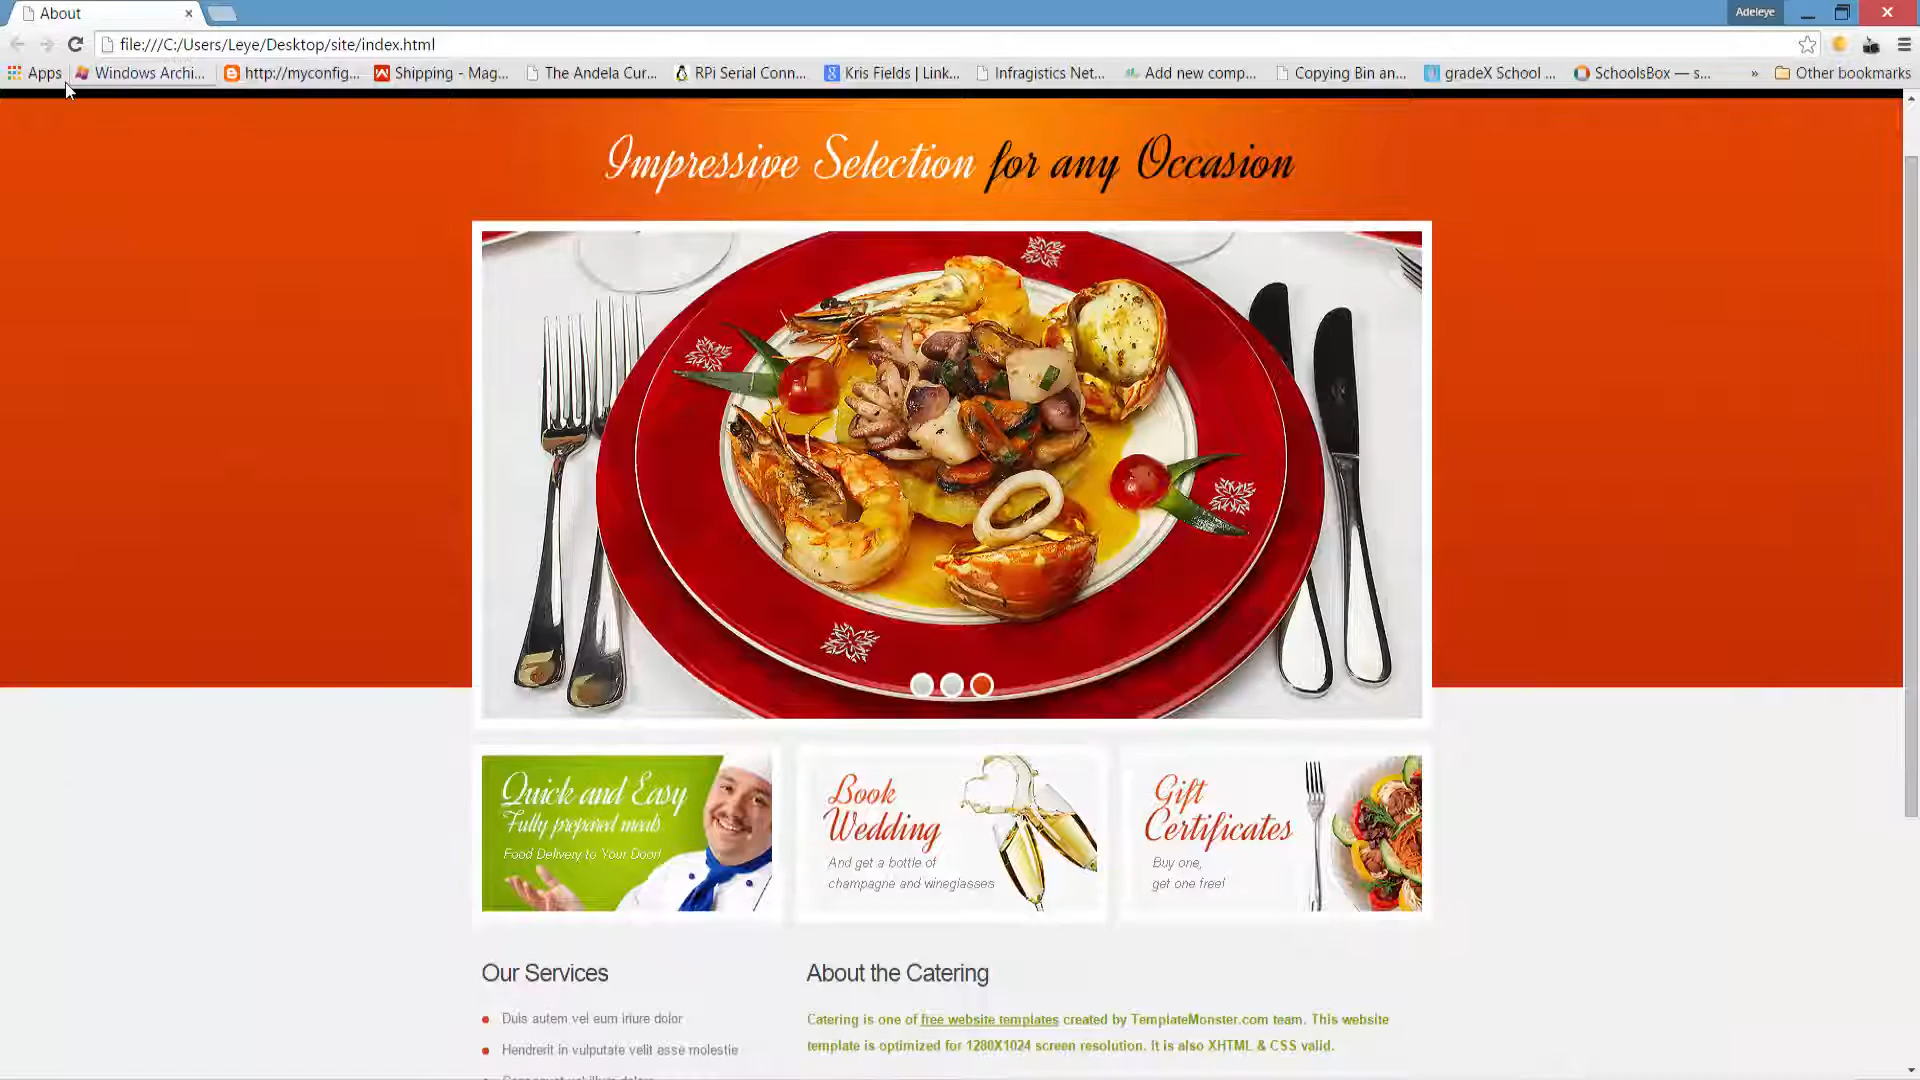 About
Adeleye
file:///C:/Users/Leye/Desktop/site/index.html
Apps
Windows Archi...
http://myconfig...
Shipping - Mag...
The Andela Cur...
RPi Serial Conn...
Kris Fields | Link...
Infragistics Net...
Add new comp...
Copying Bin an...
gradeX School ...
SchoolsBox — s...
»
Other bookmarks
Impressive Selection for any Occasion
Quick and Easy
Fully prepared meals
Food Delivery to Your Door!
Book
Wedding
And get a bottle of
champagne and wineglasses
Gift
Certificates
Buy one,
get one free!
Our Services
Duis autem vel eum iriure dolor
Hendrerit in vulputate velit esse molestie
About the Catering
Catering is one of free website templates created by TemplateMonster.com team. This website
template is optimized for 1280X1024 screen resolution. It is also XHTML & CSS valid.